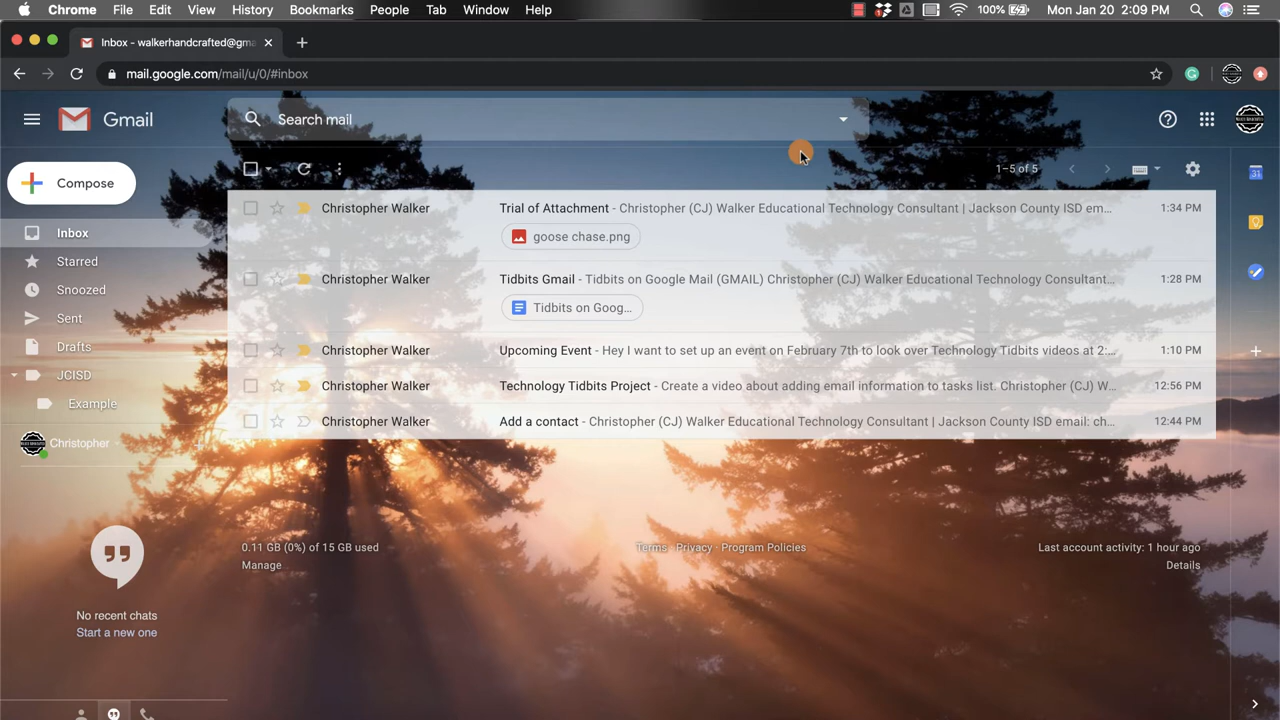 Chrome File Edit View History Bookmarks People Tab Window Help 100% Mon Jan 20 2:09 PM
Inbox - walkerhandcrafted@gma
mail.google.com/mail/u/0/#inbox
Gmail
Search mail
Compose
1–5 of 5
31
Inbox
Starred
Snoozed
Sent
Drafts
JCISD
Example
Christopher
Christopher Walker Trial of Attachment - Christopher (CJ) Walker Educational Technology Consultant | Jackson County ISD em... 1:34 PM
goose chase.png
Christopher Walker Tidbits Gmail - Tidbits on Google Mail (GMAIL) Christopher (CJ) Walker Educational Technology Consultant... 1:28 PM
Tidbits on Goog...
Christopher Walker Upcoming Event - Hey I want to set up an event on February 7th to look over Technology Tidbits videos at 2:... 1:10 PM
Christopher Walker Technology Tidbits Project - Create a video about adding email information to tasks list. Christopher (CJ) W... 12:56 PM
Christopher Walker Add a contact - Christopher (CJ) Walker Educational Technology Consultant | Jackson County ISD email: ch... 12:44 PM
0.11 GB (0%) of 15 GB used
Manage
Terms · Privacy · Program Policies
Last account activity: 1 hour ago
Details
No recent chats
Start a new one